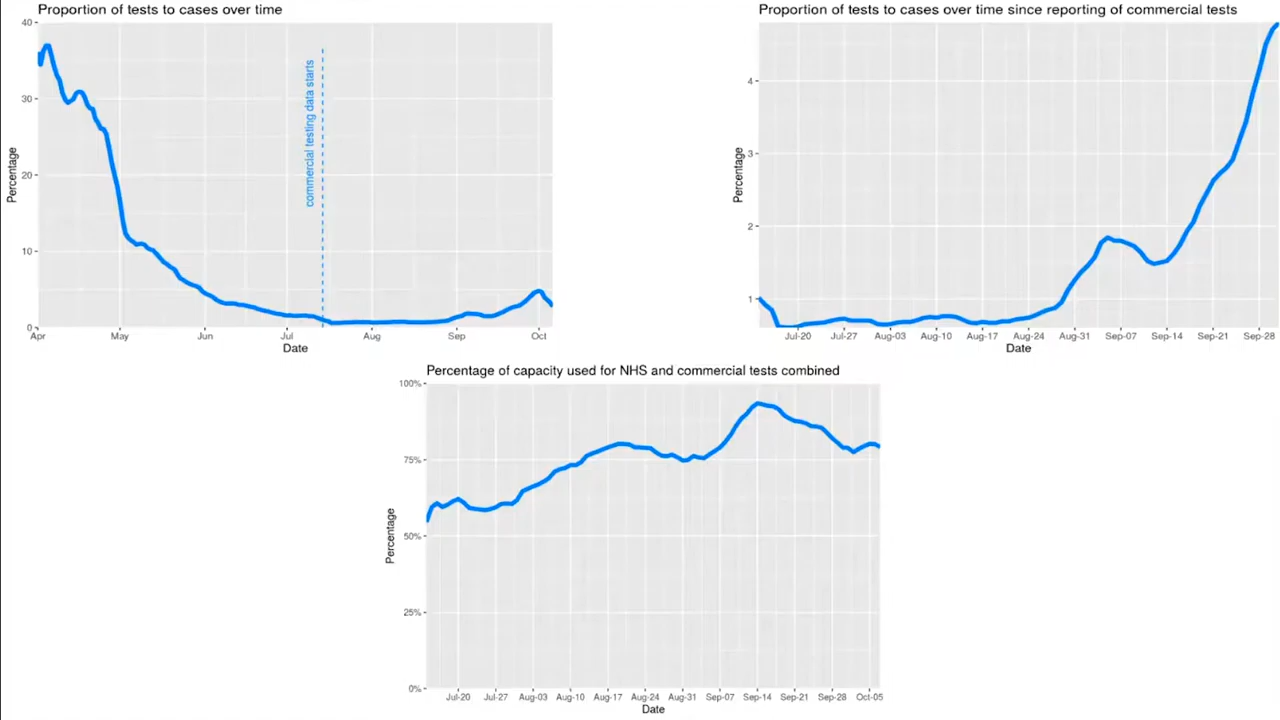 Proportion of tests to cases over time
40
30
20
10
0
Percentage
commercial testing data starts
Apr May Jun Jul Aug Sep Oct
Date
Proportion of tests to cases over time since reporting of commercial tests
4
3
2
1
Percentage
Jul-20 Jul-27 Aug-03 Aug-10 Aug-17 Aug-24 Aug-31 Sep-07 Sep-14 Sep-21 Sep-28
Date
Percentage of capacity used for NHS and commercial tests combined
100%
75%
50%
25%
0%
Percentage
Jul-20 Jul-27 Aug-03 Aug-10 Aug-17 Aug-24 Aug-31 Sep-07 Sep-14 Sep-21 Sep-28 Oct-05
Date